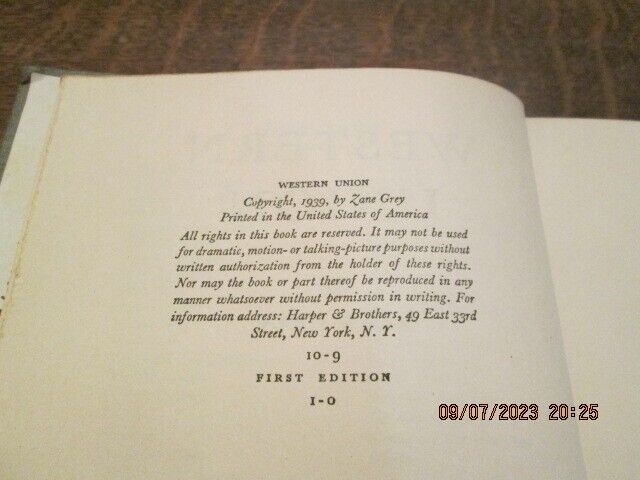 WESTERN UNION
Copyright, 1939, by Zane Grey
Printed in the United States of America
All rights in this book are reserved. It may not be used
for dramatic, motion- or talking-picture purposes without
written authorization from the holder of these rights.
Nor may the book or part thereof be reproduced in any
manner whatsoever without permission in writing. For
information address: Harper & Brothers, 49 East 33rd
Street, New York, N. Y.
10-9
FIRST EDITION
I-O
09/07/2023 20:25